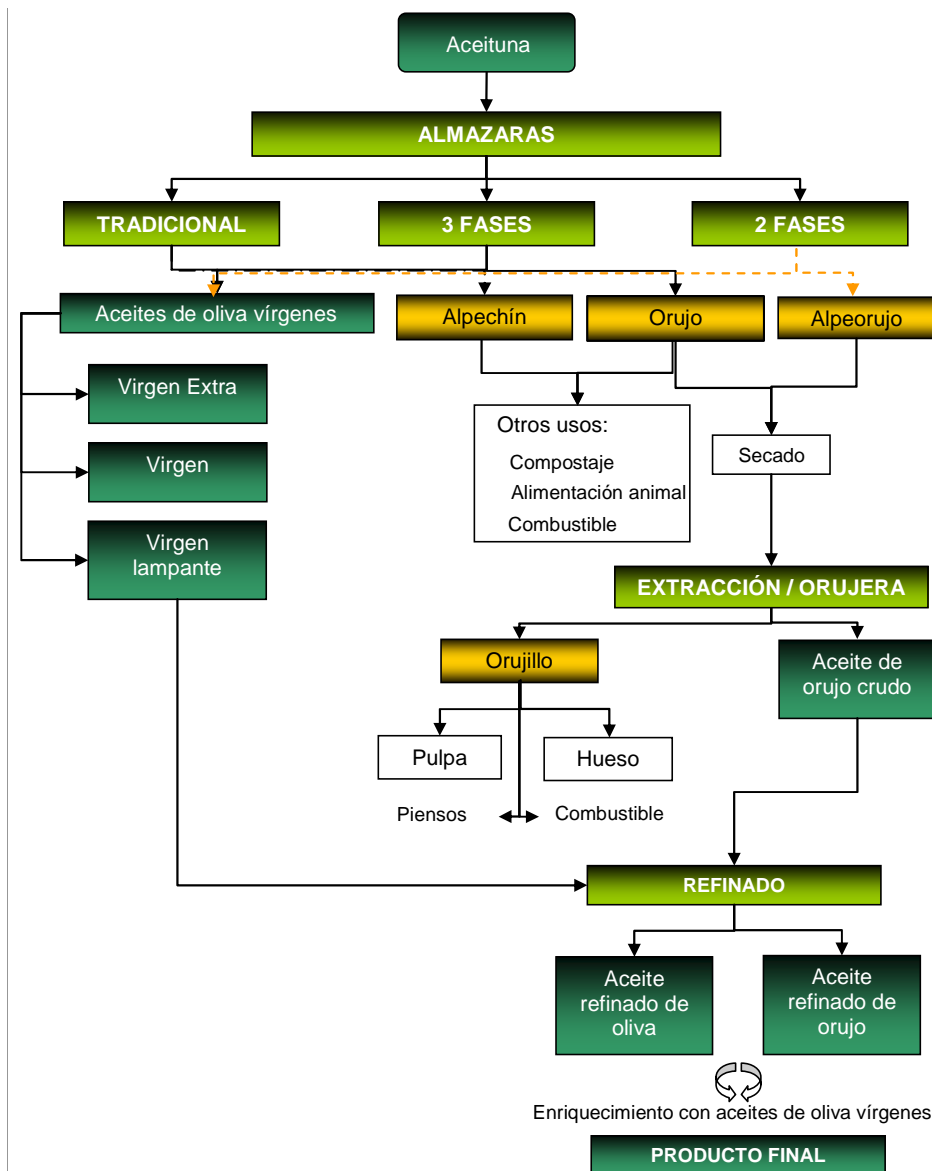 Aceituna
ALMAZARAS
TRADICIONAL
3 FASES
2 FASES
Aceites de oliva vírgenes
Alpechín
Orujo
Alpeorujo
Virgen Extra
Virgen
Virgen
lampante
Otros usos:
Compostaje
Alimentación animal
Combustible
Secado
EXTRACCIÓN / ORUJERA
Orujillo
Aceite de
orujo crudo
Pulpa
Hueso
Piensos
Combustible
REFINADO
Aceite
refinado de
oliva
Aceite
refinado de
orujo
Enriquecimiento con aceites de oliva vírgenes
PRODUCTO FINAL